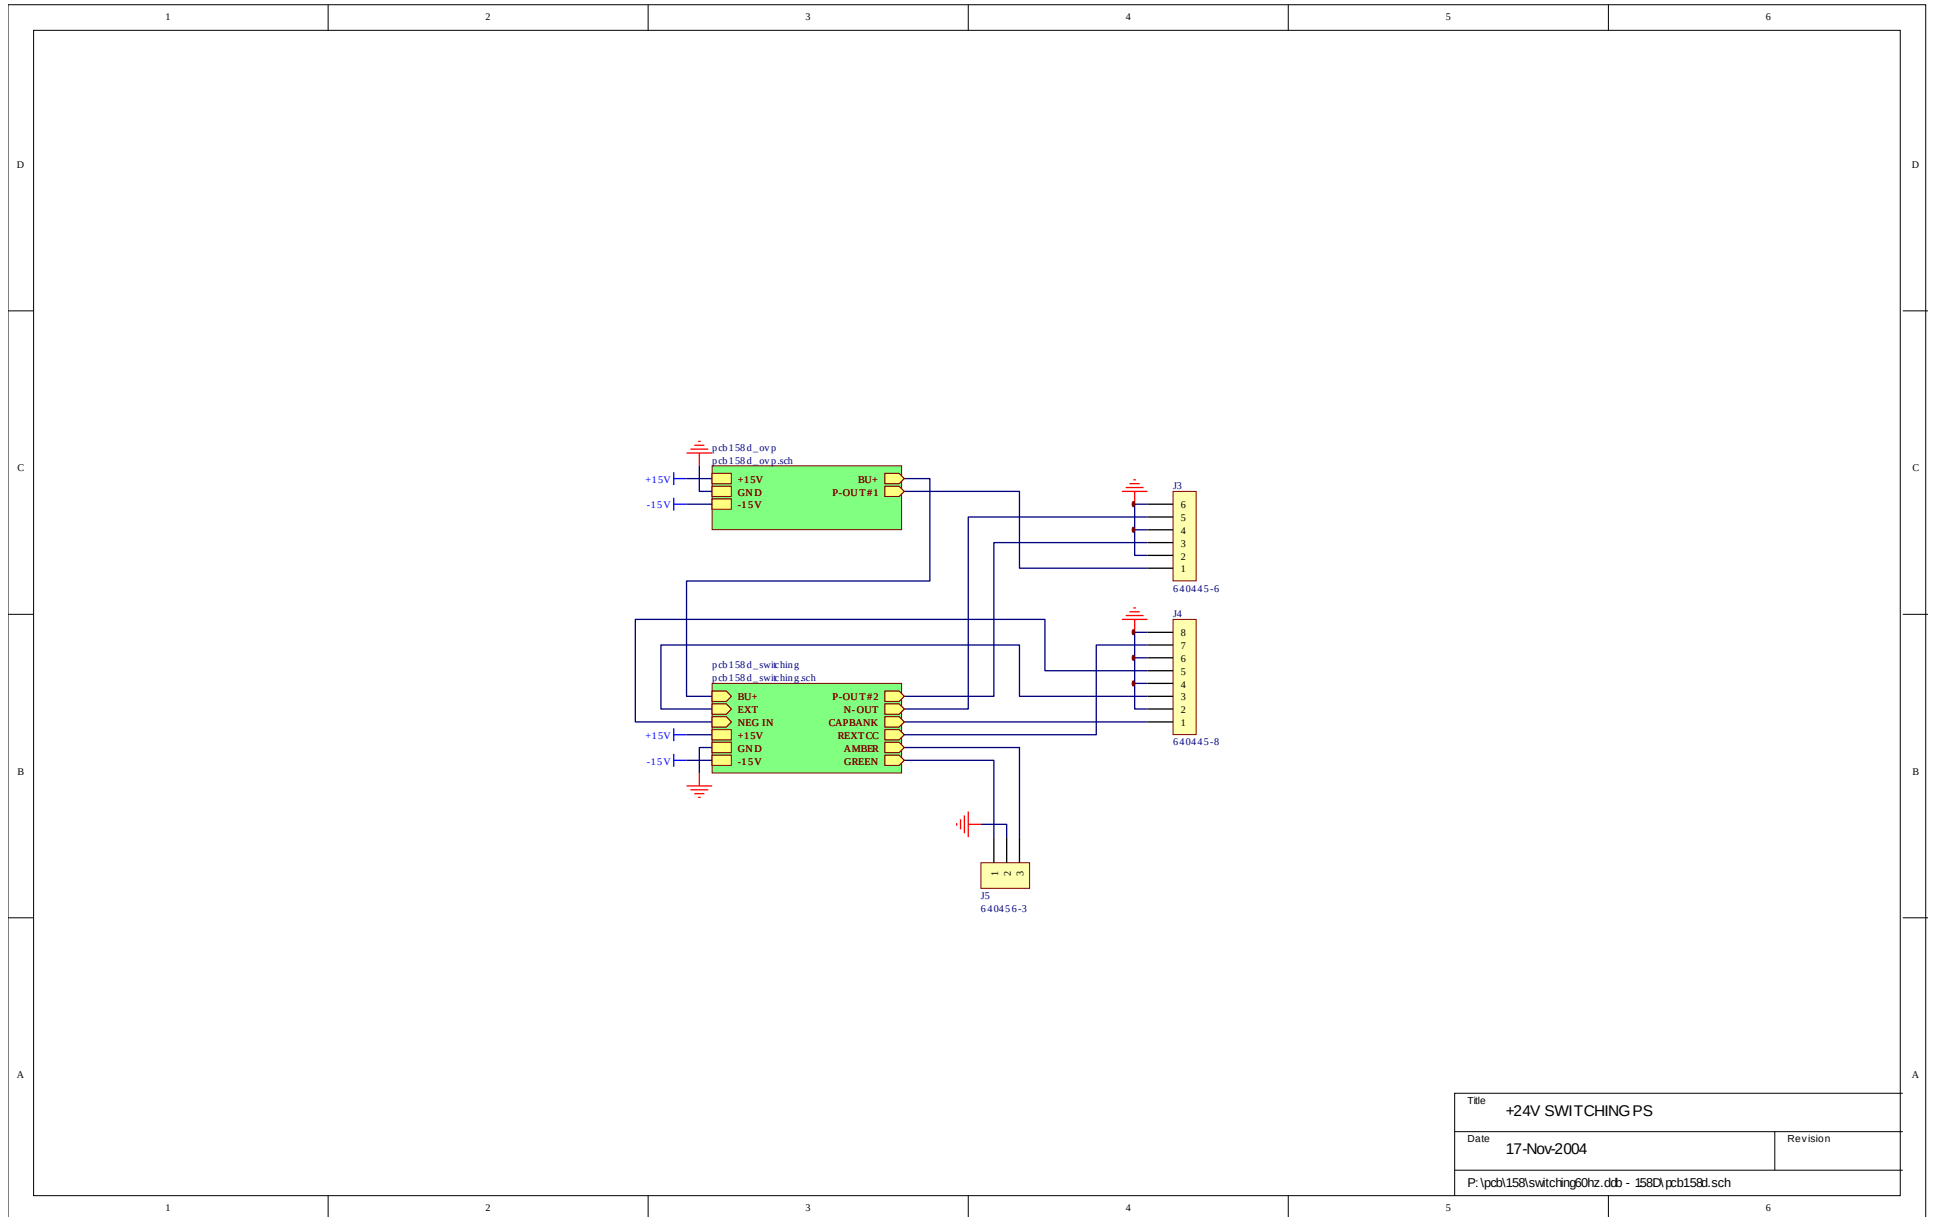 1 2 3 4 5 6
D D
C C
B B
A A
pcb158d_ovp
pcb158d_ovp.sch
+15V
-15V
+15V
GND
-15V
BU+
P-OUT#1
J3
6
5
4
3
2
1
640445-6
J4
8
7
6
5
4
3
2
1
640445-8
pcb158d_switching
pcb158d_switching.sch
+15V
-15V
BU+
EXT
NEG IN
+15V
GND
-15V
P-OUT#2
N-OUT
CAPBANK
REXTCC
AMBER
GREEN
1 2 3
J5
640456-3
Title +24V SWITCHING PS
Date 17-Nov-2004 Revision
P:\pcb\158\switching60hz.ddb - 158D\pcb158d.sch
1 2 3 4 5 6